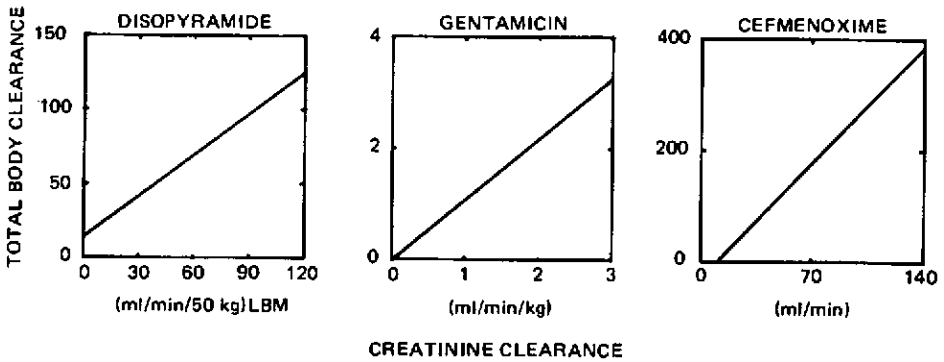 DISOPYRAMIDE
GENTAMICIN
CEFMENOXIME
TOTAL BODY CLEARANCE
150
100
50
0
0 30 60 90 120
(ml/min/50 kg) LBM
4
2
0
0 1 2 3
(ml/min/kg)
400
200
0
0 70 140
(ml/min)
CREATININE CLEARANCE